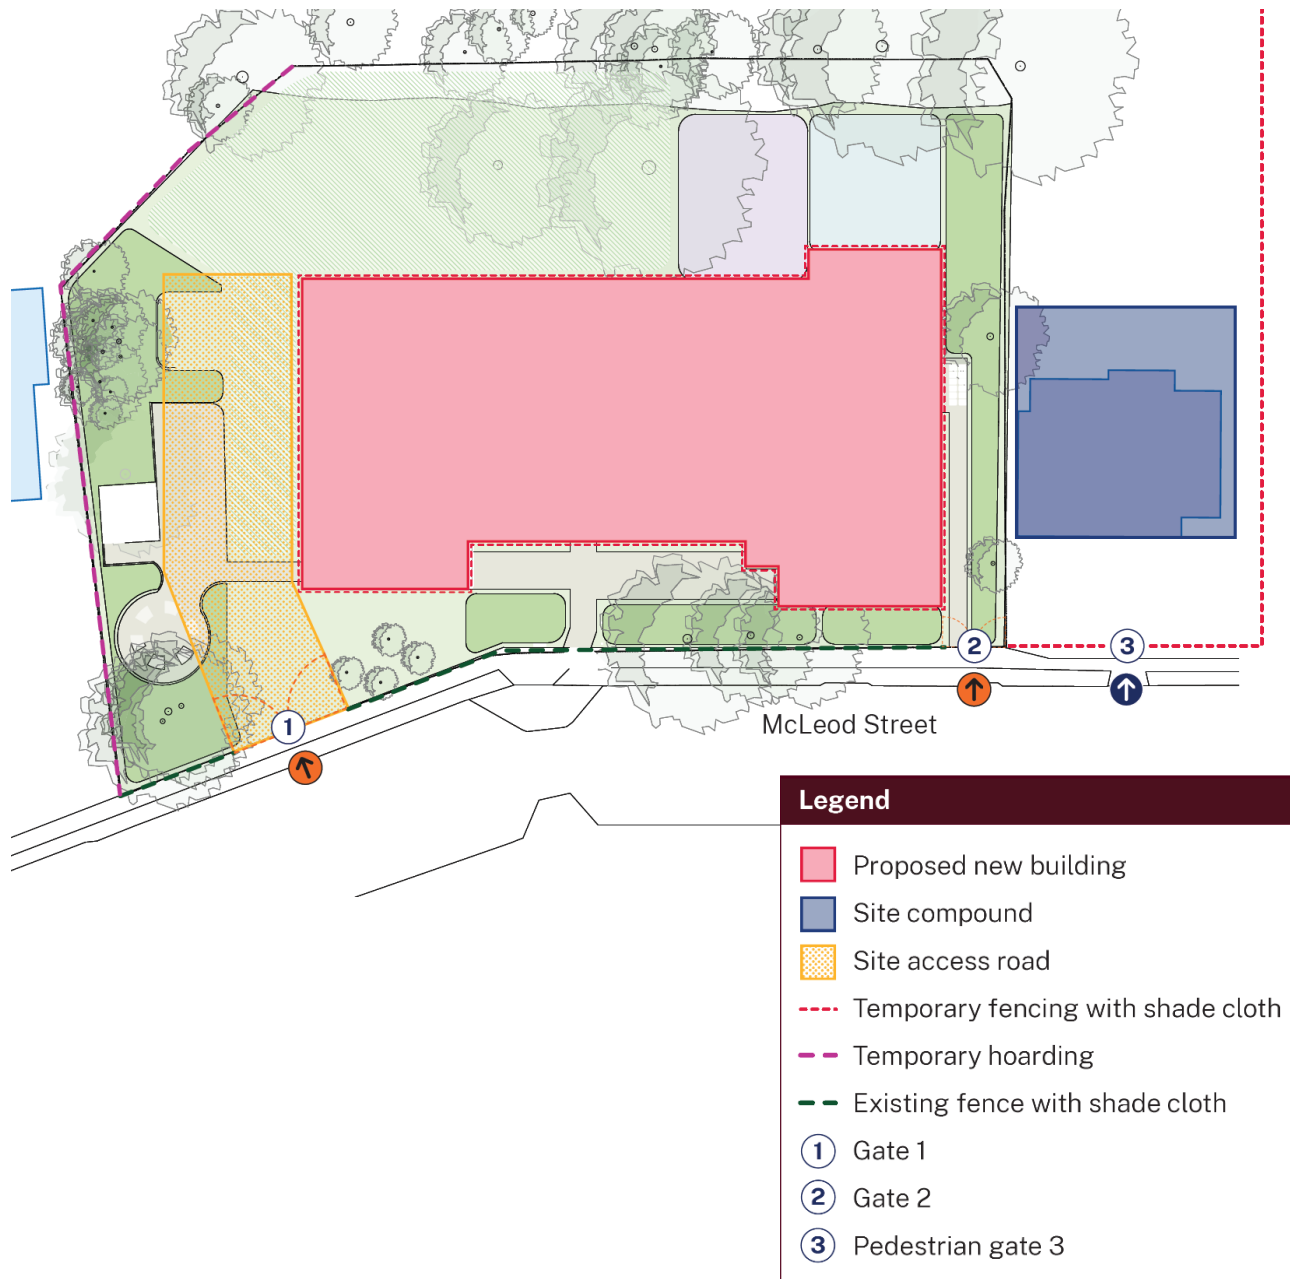 2
3
1
McLeod Street
Legend
Proposed new building
Site compound
Site access road
Temporary fencing with shade cloth
Temporary hoarding
Existing fence with shade cloth
1 Gate 1
2 Gate 2
3 Pedestrian gate 3